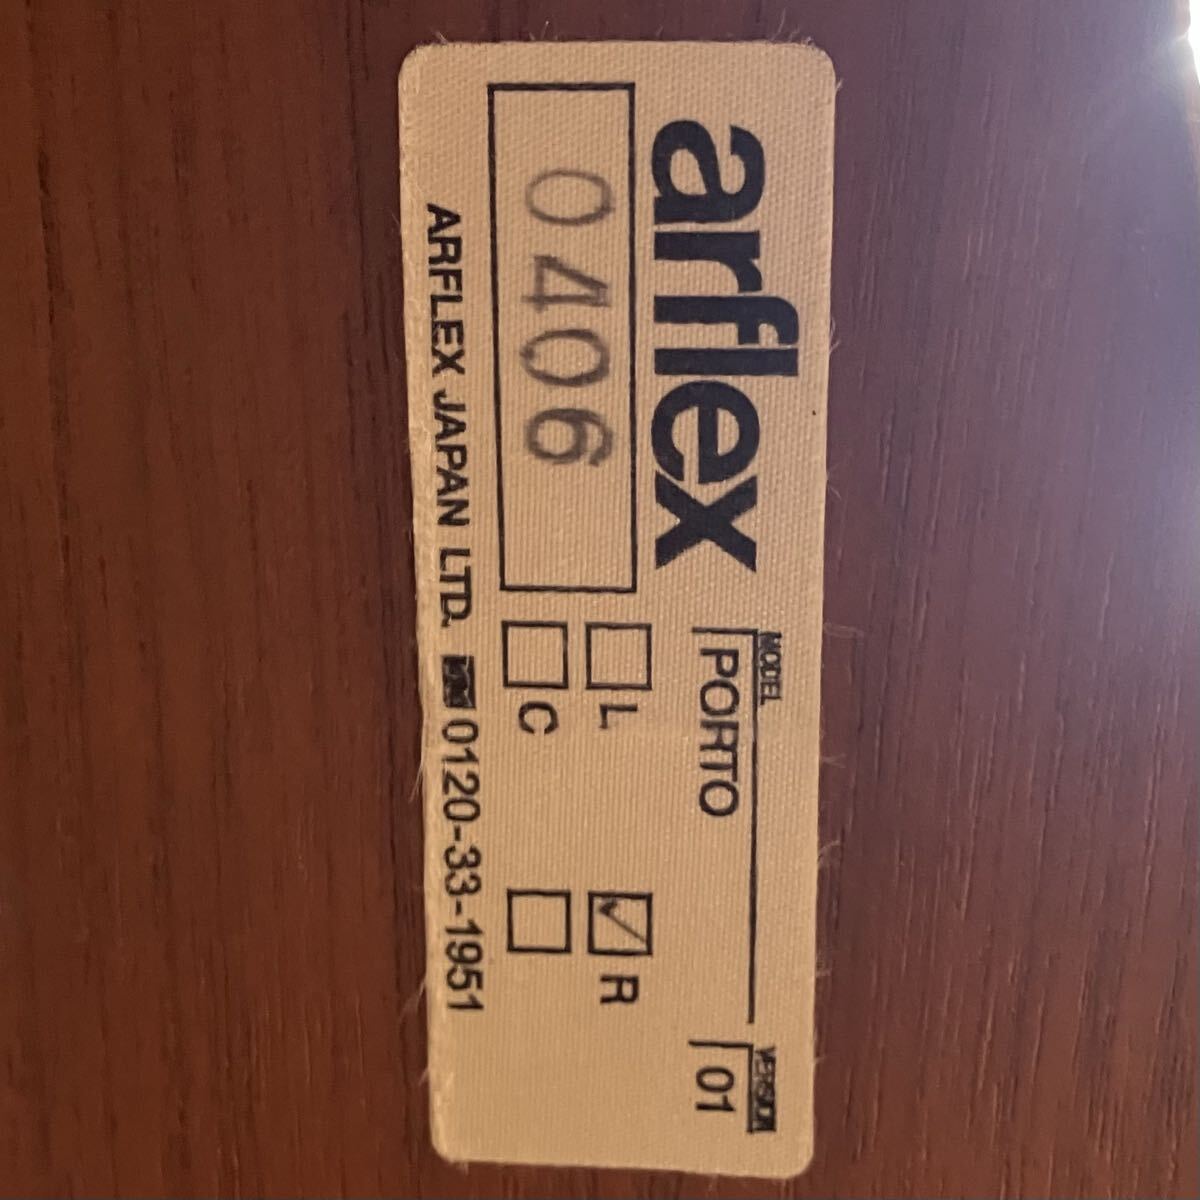 arflex
MODEL
PORTO
VERSION
01
0406
L
R
C
ARFLEX JAPAN LTD. 0120-33-1951